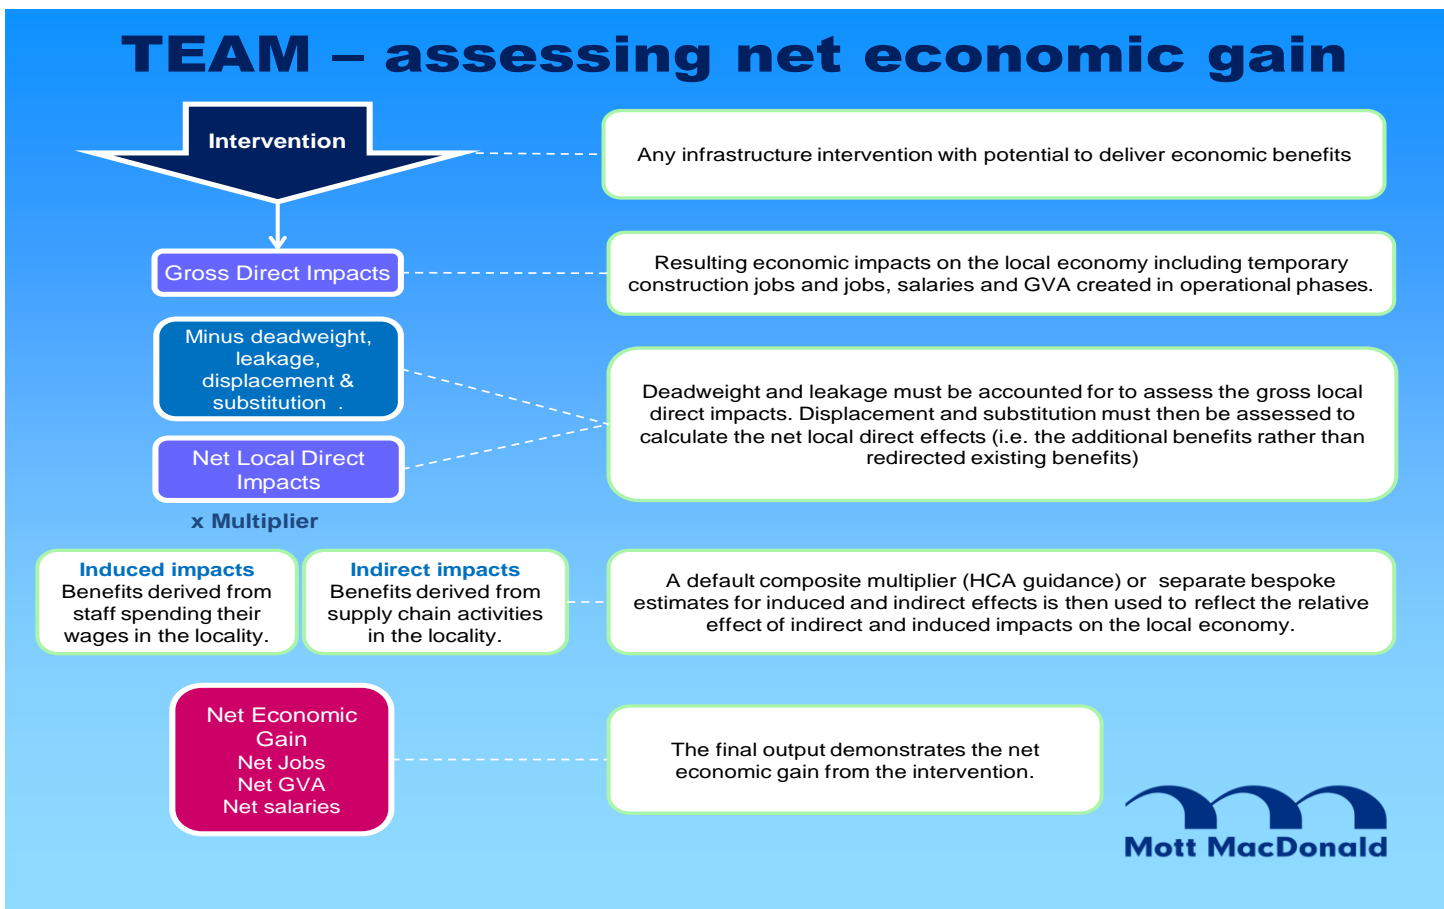 TEAM – assessing net economic gain
Intervention
Any infrastructure intervention with potential to deliver economic benefits
Gross Direct Impacts
Resulting economic impacts on the local economy including temporary
construction jobs and jobs, salaries and GVA created in operational phases.
Minus deadweight,
leakage,
displacement &
substitution .
Deadweight and leakage must be accounted for to assess the gross local
direct impacts. Displacement and substitution must then be assessed to
calculate the net local direct effects (i.e. the additional benefits rather than
redirected existing benefits)
Net Local Direct
Impacts
x Multiplier
Induced impacts
Benefits derived from
staff spending their
wages in the locality.
Indirect impacts
Benefits derived from
supply chain activities
in the locality.
A default composite multiplier (HCA guidance) or separate bespoke
estimates for induced and indirect effects is then used to reflect the relative
effect of indirect and induced impacts on the local economy.
Net Economic
Gain
Net Jobs
Net GVA
Net salaries
The final output demonstrates the net
economic gain from the intervention.
Mott MacDonald